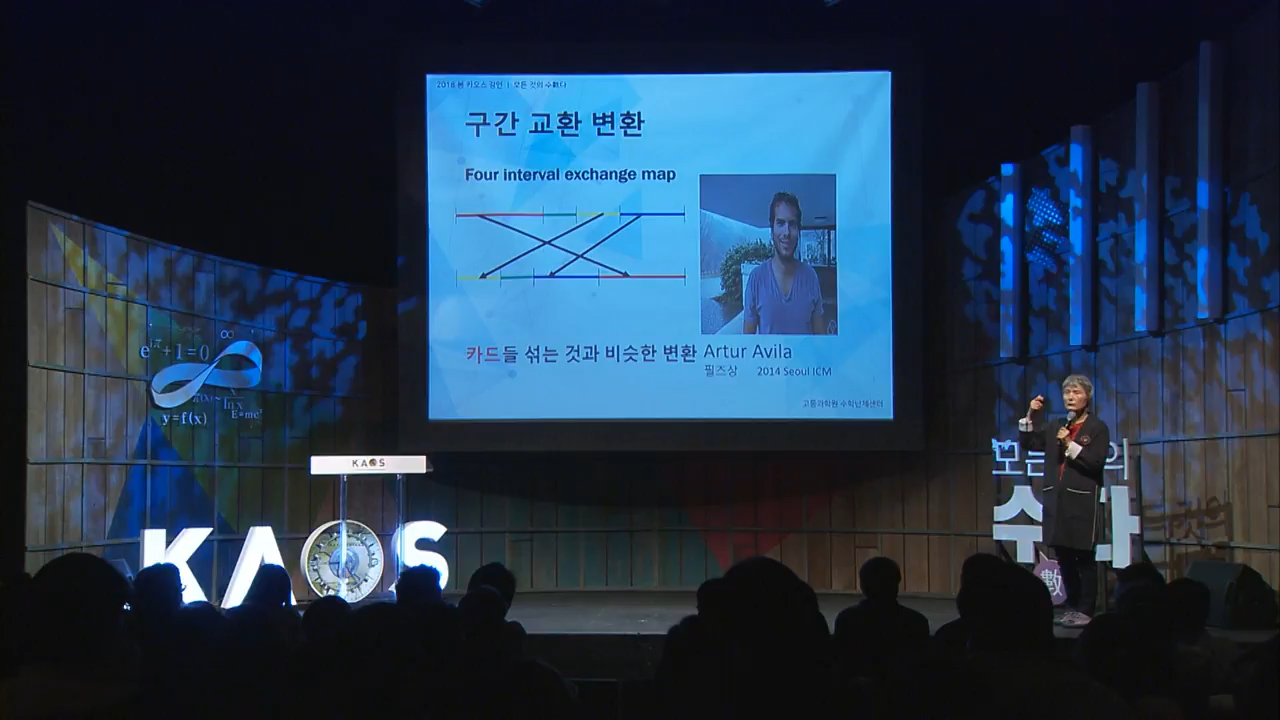 2018 봄 카오스 강연 | 모든 것의 수數다
구간 교환 변환
Four interval exchange map
카드들 섞는 것과 비슷한 변환
Artur Avila
필즈상 2014 Seoul ICM
고등과학원 수학난제센터
e^iπ+1=0
∞
y=f(x)
E=mc²
KAOS
KAOS
모든 의
수 다
數